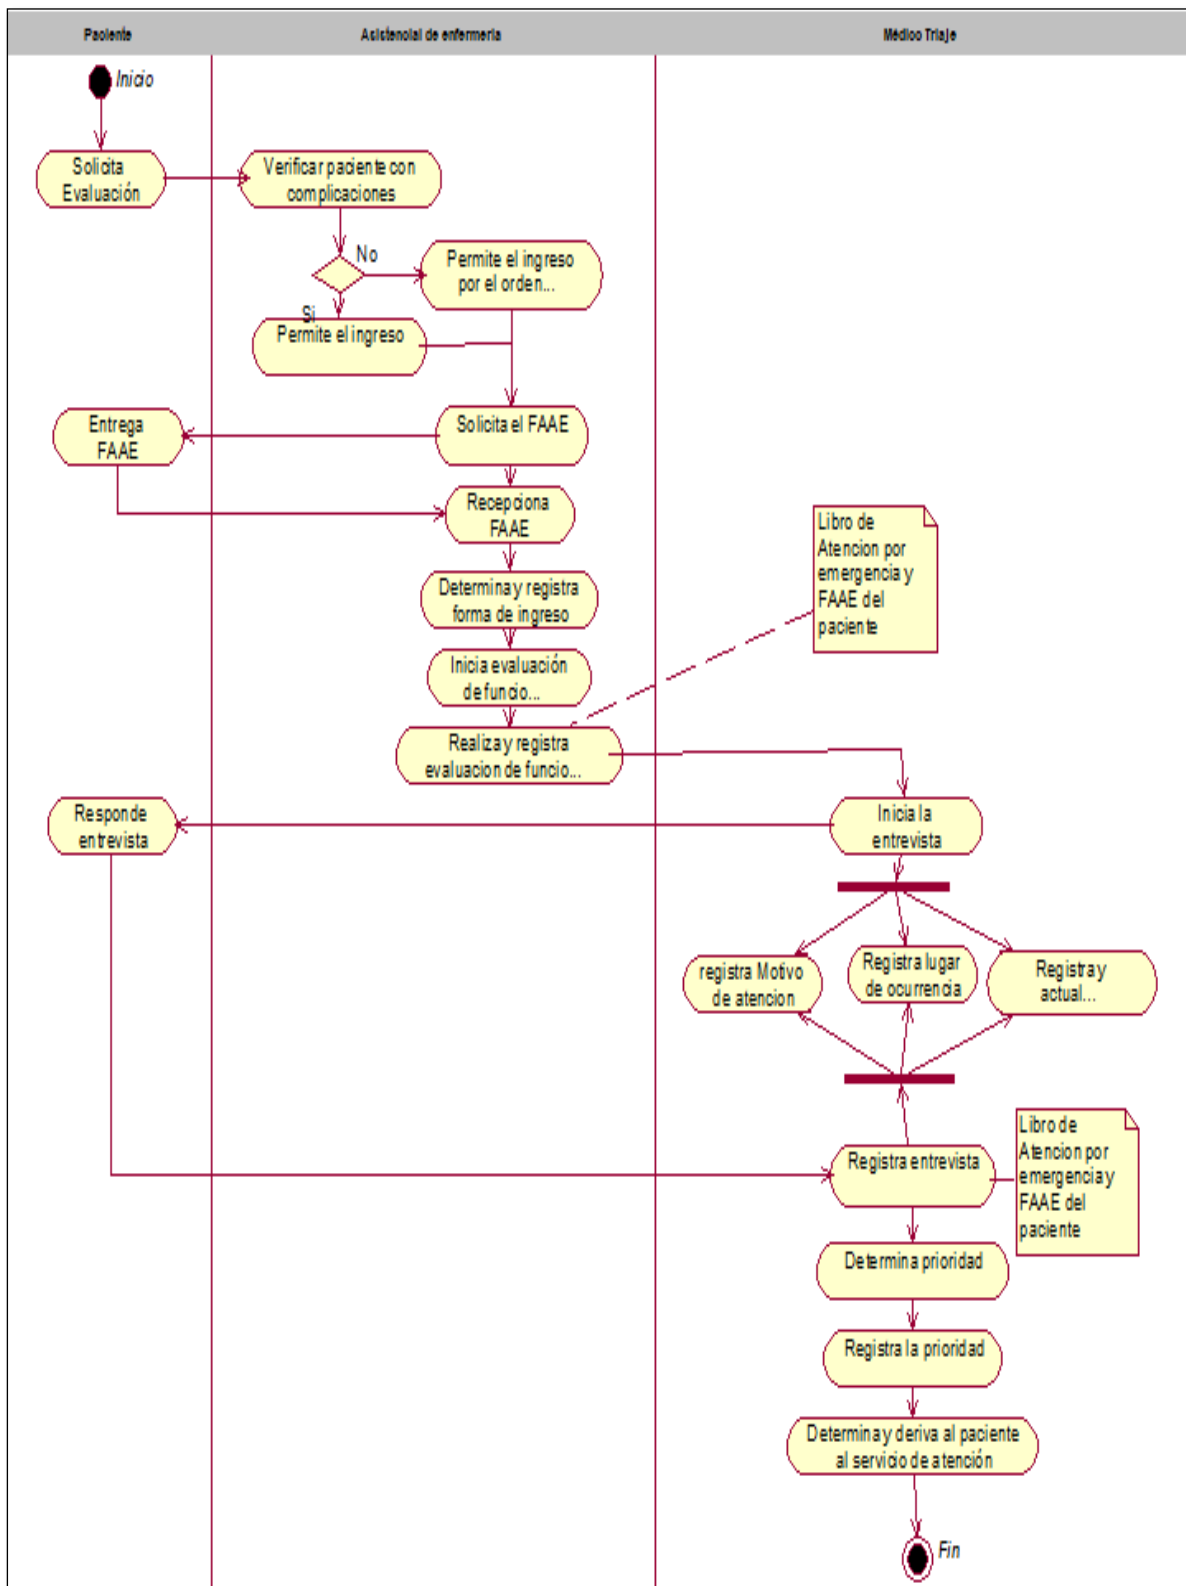 Paciente
Asistencial de enfermeria
Médico Triaje
Inicio
Solicita
Evaluación
Verificar paciente con
complicaciones
No
Permite el ingreso
por el orden...
Si
Permite el ingreso
Entrega
FAAE
Solicita el FAAE
Recepciona
FAAE
Libro de
Atencion por
emergencia y
FAAE del
paciente
Determina y registra
forma de ingreso
Inicia evaluación
de funcio...
Realiza y registra
evaluacion de funcio...
Responde
entrevista
Inicia la
entrevista
registra Motivo
de atencion
Registra lugar
de ocurrencia
Registra y
actual...
Registra entrevista
Libro de
Atencion por
emergencia y
FAAE del
paciente
Determina prioridad
Registra la prioridad
Determina y deriva al paciente
al servicio de atención
Fin